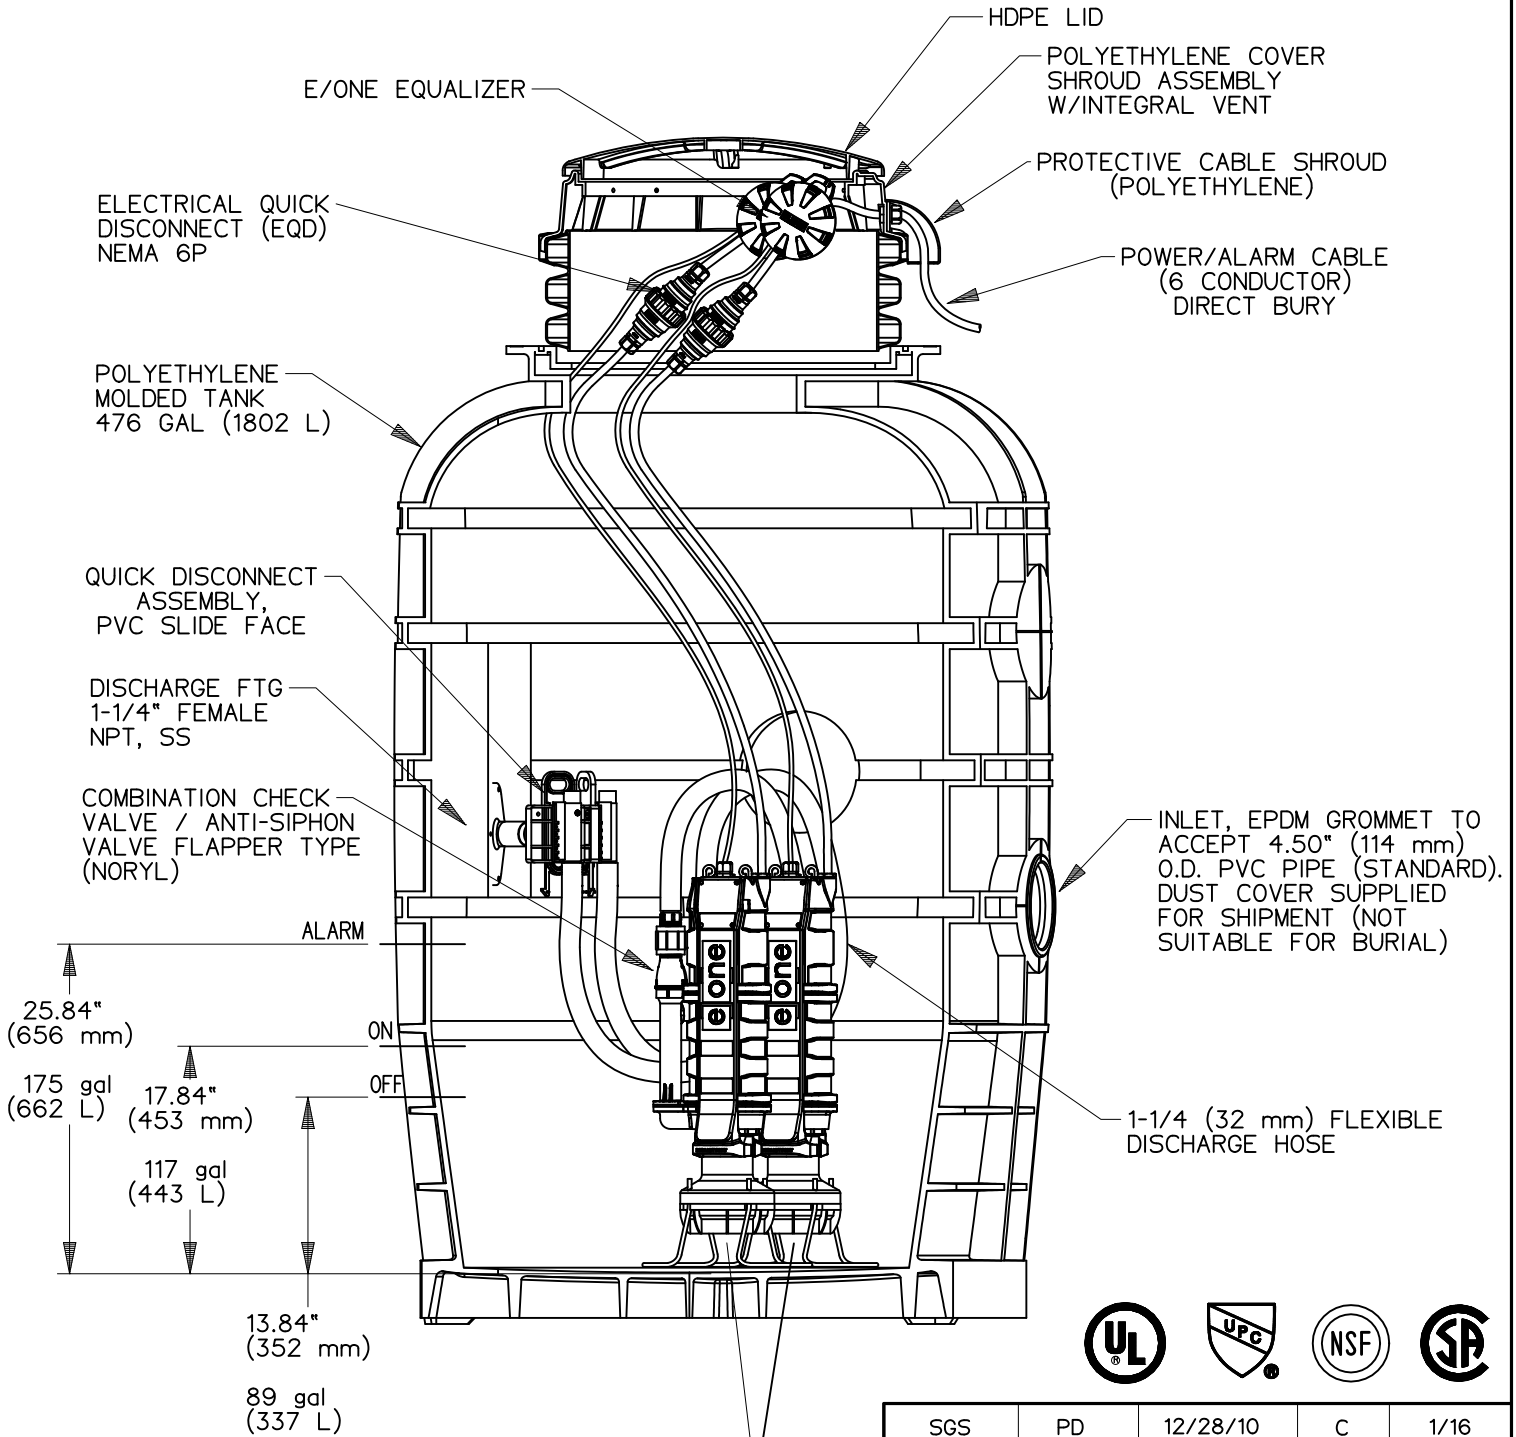 HDPE LID
POLYETHYLENE COVER
SHROUD ASSEMBLY
W/INTEGRAL VENT
E/ONE EQUALIZER
PROTECTIVE CABLE SHROUD
(POLYETHYLENE)
ELECTRICAL QUICK
DISCONNECT (EQD)
NEMA 6P
POWER/ALARM CABLE
(6 CONDUCTOR)
DIRECT BURY
POLYETHYLENE
MOLDED TANK
476 GAL (1802 L)
QUICK DISCONNECT
ASSEMBLY,
PVC SLIDE FACE
DISCHARGE FTG
1-1/4" FEMALE
NPT, SS
COMBINATION CHECK
VALVE / ANTI-SIPHON
VALVE FLAPPER TYPE
(NORYL)
INLET, EPDM GROMMET TO
ACCEPT 4.50" (114 mm)
O.D. PVC PIPE (STANDARD).
DUST COVER SUPPLIED
FOR SHIPMENT (NOT
SUITABLE FOR BURIAL)
ALARM
ON
OFF
25.84"
(656 mm)
175 gal
(662 L)
17.84"
(453 mm)
117 gal
(443 L)
13.84"
(352 mm)
89 gal
(337 L)
e one
e one
1-1/4 (32 mm) FLEXIBLE
DISCHARGE HOSE
UL ®
UPC ®
NSF
SA
SGS PD 12/28/10 C 1/16